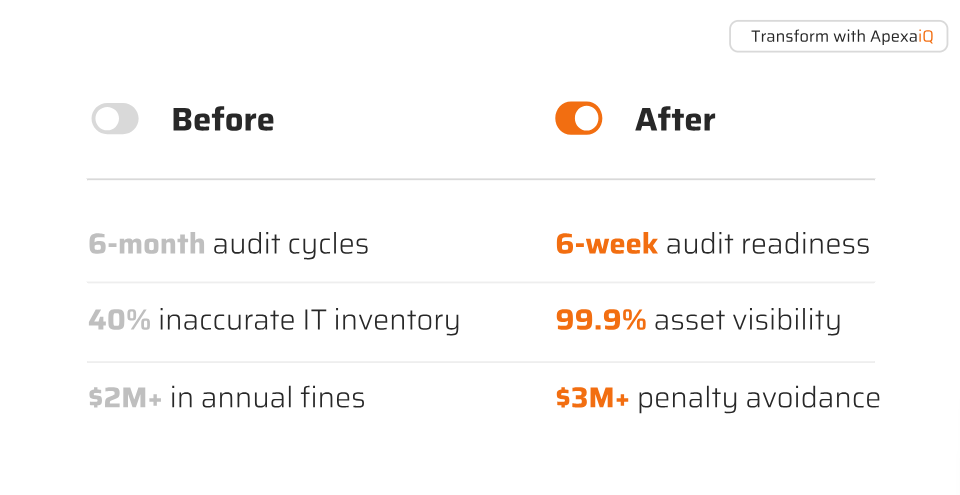 Transform with ApexaiQ
Before
After
6-month audit cycles
6-week audit readiness
40% inaccurate IT inventory
99.9% asset visibility
$2M+ in annual fines
$3M+ penalty avoidance